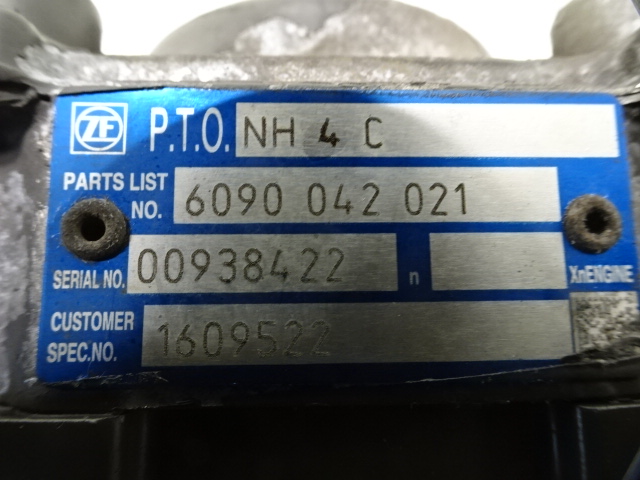 ZF P.T.O. NH 4 C
PARTS LIST
NO. 6090 042 021
SERIAL NO. 00938422 n XnENGINE
CUSTOMER
SPEC.NO. 1609522